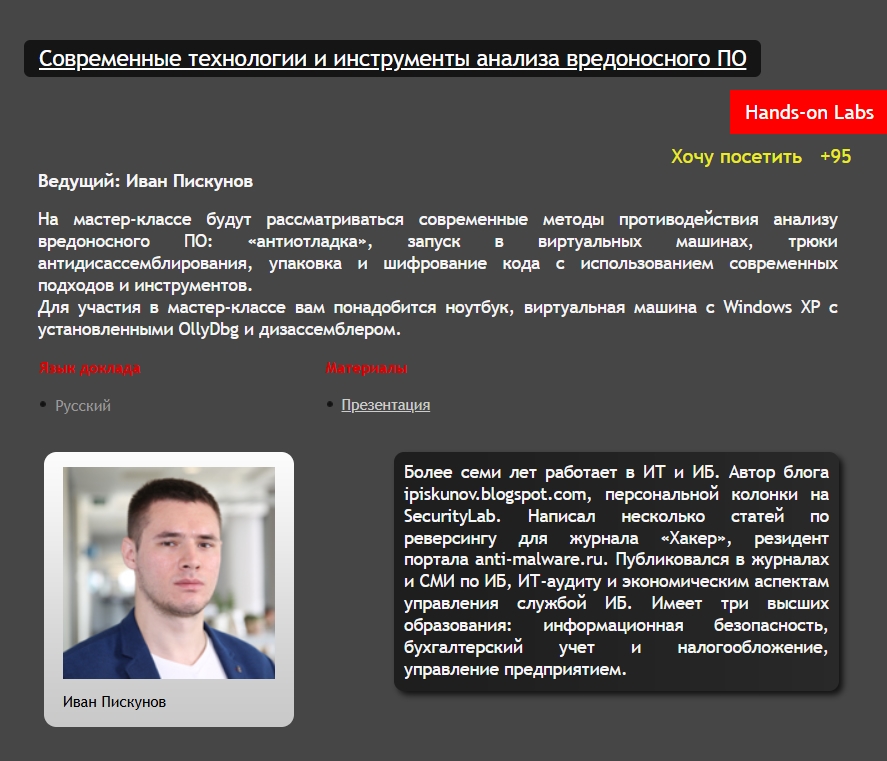 Современные технологии и инструменты анализа вредоносного ПО
Hands-on Labs
Хочу посетить +95
Ведущий: Иван Пискунов
На мастер-классе будут рассматриваться современные методы противодействия анализу
вредоносного ПО: «антиотладка», запуск в виртуальных машинах, трюки
антидисассемблирования, упаковка и шифрование кода с использованием современных
подходов и инструментов.
Для участия в мастер-классе вам понадобится ноутбук, виртуальная машина с Windows XP с
установленными OllyDbg и дизассемблером.
Язык доклада Материалы
• Русский • Презентация
Более семи лет работает в ИТ и ИБ. Автор блога
ipiskunov.blogspot.com, персональной колонки на
SecurityLab. Написал несколько статей по
реверсингу для журнала «Хакер», резидент
портала anti-malware.ru. Публиковался в журналах
и СМИ по ИБ, ИТ-аудиту и экономическим аспектам
управления службой ИБ. Имеет три высших
образования: информационная безопасность,
бухгалтерский учет и налогообложение,
управление предприятием.
Иван Пискунов